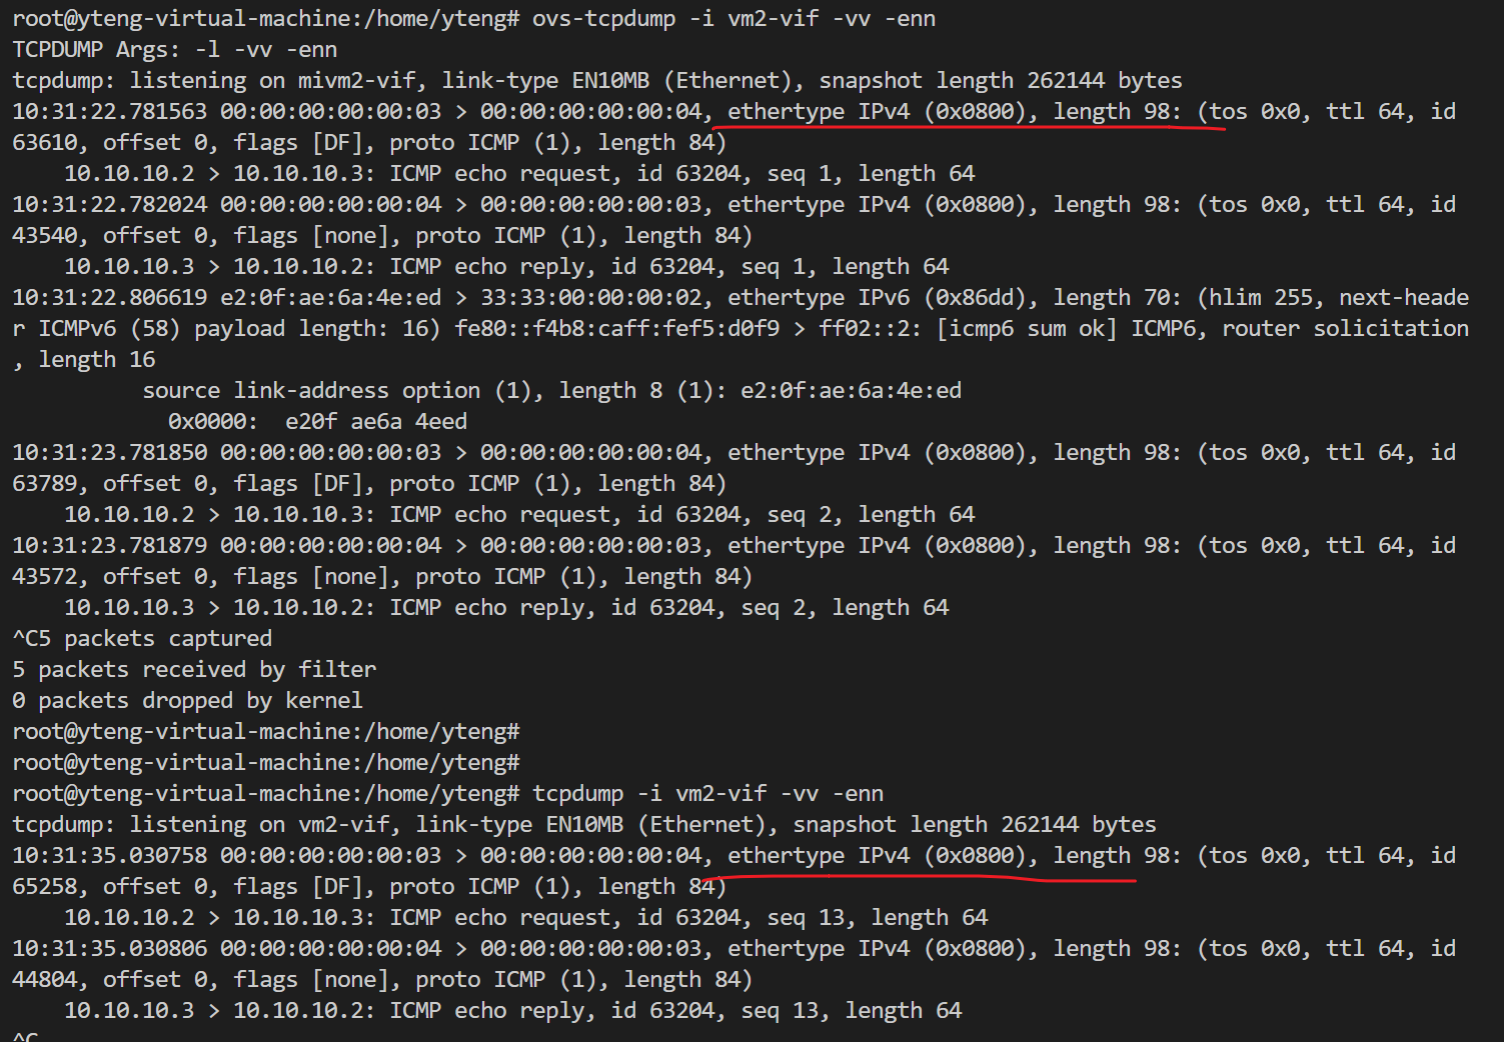 root@yteng-virtual-machine:/home/yteng# ovs-tcpdump -i vm2-vif -vv -enn
TCPDUMP Args: -l -vv -enn
tcpdump: listening on mivm2-vif, link-type EN10MB (Ethernet), snapshot length 262144 bytes
10:31:22.781563 00:00:00:00:00:03 > 00:00:00:00:00:04, ethertype IPv4 (0x0800), length 98: (tos 0x0, ttl 64, id
63610, offset 0, flags [DF], proto ICMP (1), length 84)
    10.10.10.2 > 10.10.10.3: ICMP echo request, id 63204, seq 1, length 64
10:31:22.782024 00:00:00:00:00:04 > 00:00:00:00:00:03, ethertype IPv4 (0x0800), length 98: (tos 0x0, ttl 64, id
43540, offset 0, flags [none], proto ICMP (1), length 84)
    10.10.10.3 > 10.10.10.2: ICMP echo reply, id 63204, seq 1, length 64
10:31:22.806619 e2:0f:ae:6a:4e:ed > 33:33:00:00:00:02, ethertype IPv6 (0x86dd), length 70: (hlim 255, next-heade
r ICMPv6 (58) payload length: 16) fe80::f4b8:caff:fef5:d0f9 > ff02::2: [icmp6 sum ok] ICMP6, router solicitation
, length 16
          source link-address option (1), length 8 (1): e2:0f:ae:6a:4e:ed
            0x0000:  e20f ae6a 4eed
10:31:23.781850 00:00:00:00:00:03 > 00:00:00:00:00:04, ethertype IPv4 (0x0800), length 98: (tos 0x0, ttl 64, id
63789, offset 0, flags [DF], proto ICMP (1), length 84)
    10.10.10.2 > 10.10.10.3: ICMP echo request, id 63204, seq 2, length 64
10:31:23.781879 00:00:00:00:00:04 > 00:00:00:00:00:03, ethertype IPv4 (0x0800), length 98: (tos 0x0, ttl 64, id
43572, offset 0, flags [none], proto ICMP (1), length 84)
    10.10.10.3 > 10.10.10.2: ICMP echo reply, id 63204, seq 2, length 64
^C5 packets captured
5 packets received by filter
0 packets dropped by kernel
root@yteng-virtual-machine:/home/yteng#
root@yteng-virtual-machine:/home/yteng#
root@yteng-virtual-machine:/home/yteng# tcpdump -i vm2-vif -vv -enn
tcpdump: listening on vm2-vif, link-type EN10MB (Ethernet), snapshot length 262144 bytes
10:31:35.030758 00:00:00:00:00:03 > 00:00:00:00:00:04, ethertype IPv4 (0x0800), length 98: (tos 0x0, ttl 64, id
65258, offset 0, flags [DF], proto ICMP (1), length 84)
    10.10.10.2 > 10.10.10.3: ICMP echo request, id 63204, seq 13, length 64
10:31:35.030806 00:00:00:00:00:04 > 00:00:00:00:00:03, ethertype IPv4 (0x0800), length 98: (tos 0x0, ttl 64, id
44804, offset 0, flags [none], proto ICMP (1), length 84)
    10.10.10.3 > 10.10.10.2: ICMP echo reply, id 63204, seq 13, length 64
^C